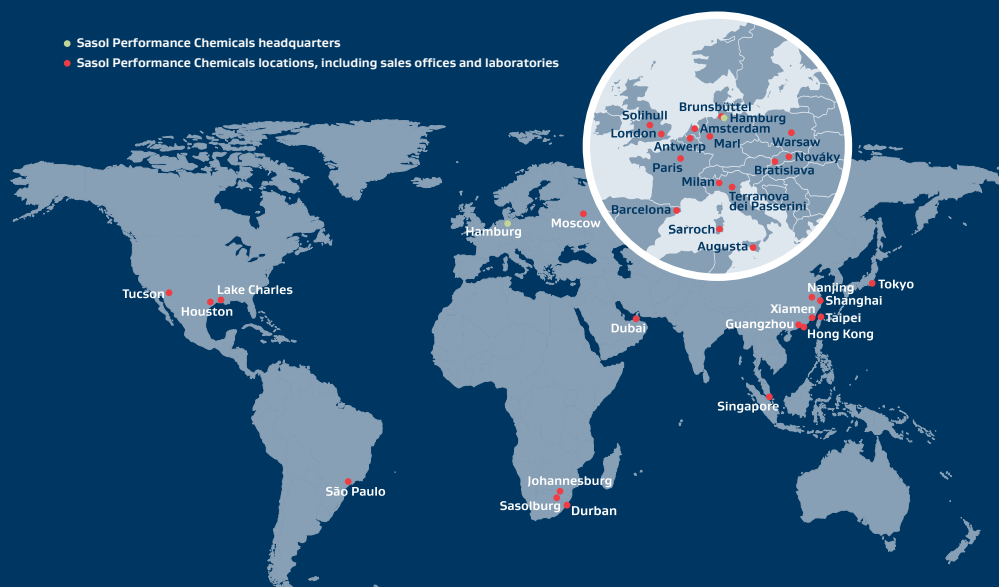 Sasol Performance Chemicals headquarters
Sasol Performance Chemicals locations, including sales offices and laboratories
Brunsbüttel
Solihull
Hamburg
London
Amsterdam
Antwerp
Marl
Warsaw
Paris
Nováky
Bratislava
Milan
Terranova
dei Passerini
Barcelona
Sarroch
Augusta
Hamburg
Moscow
Tucson
Lake Charles
Houston
Dubai
Nanjing
Tokyo
Shanghai
Xiamen
Taipei
Guangzhou
Hong Kong
Singapore
São Paulo
Johannesburg
Sasolburg
Durban